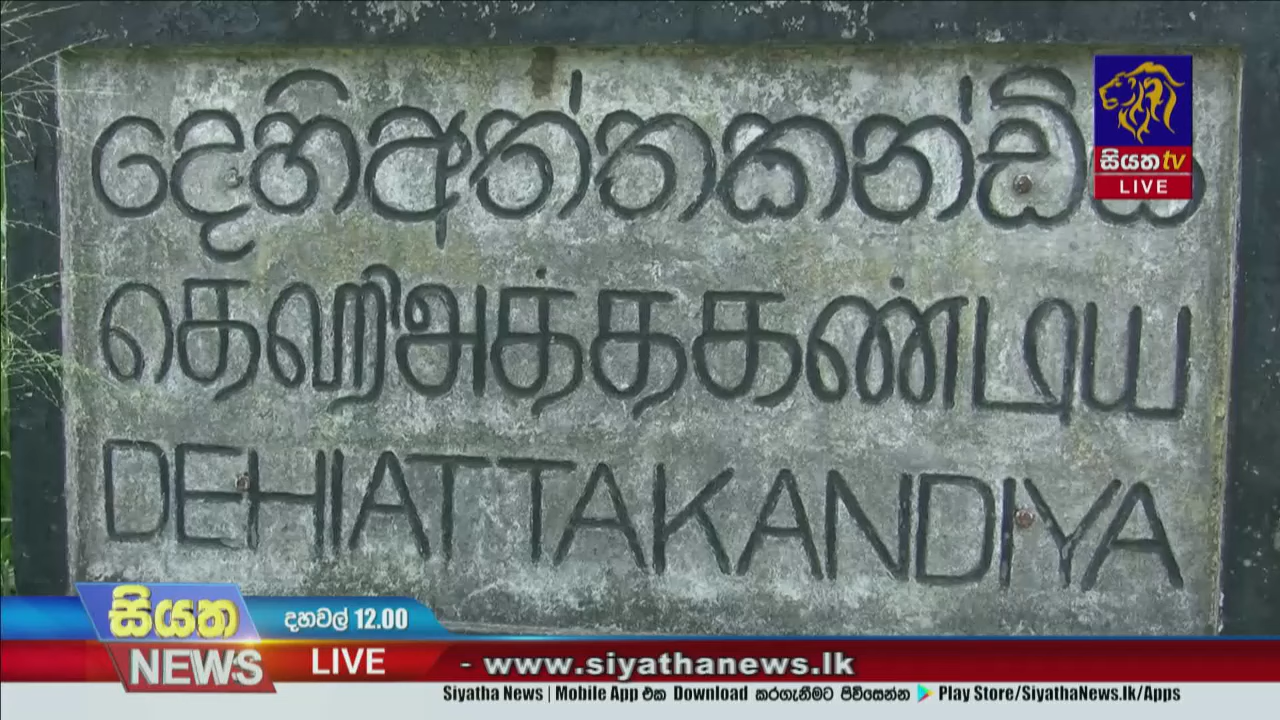 දෙහිඅත්තකන්ඩිය
සියත tv
LIVE
தெஹிஅத்தகண்டிய
DEHIATTAKANDIYA
සියත
NEWS
දහවල් 12.00
LIVE
- www.siyathanews.lk
Siyatha News | Mobile App එක Download කරගැනීමට පිවිසෙන්න Play Store/SiyathaNews.lk/Apps